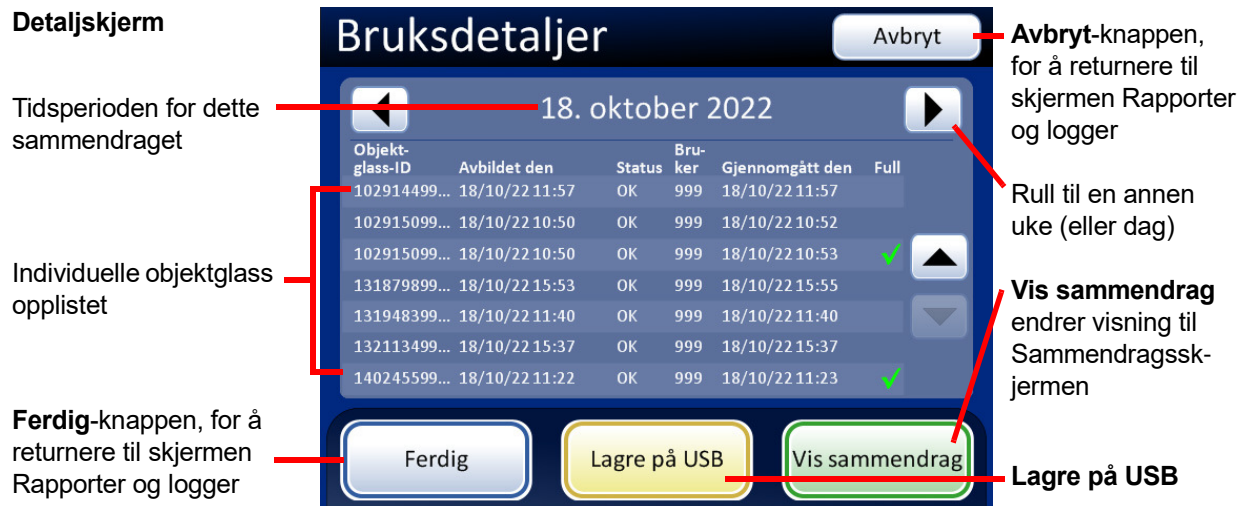 Detaljskjerm
Tidsperioden for dette
sammendraget
Individuelle objektglass
opplistet
Ferdig-knappen, for å
returnere til skjermen
Rapporter og logger
Bruksdetaljer
Avbryt
18. oktober 2022
Objekt-
glass-ID Avbildet den Status Bru-
ker Gjennomgått den Full
102914499... 18/10/22 11:57 OK 999 18/10/22 11:57
102915099... 18/10/22 10:50 OK 999 18/10/22 10:52
102915099... 18/10/22 10:50 OK 999 18/10/22 10:53 ✓
131879899... 18/10/22 15:53 OK 999 18/10/22 15:55
131948399... 18/10/22 11:40 OK 999 18/10/22 11:40
132113499... 18/10/22 15:37 OK 999 18/10/22 15:37
140245599... 18/10/22 11:22 OK 999 18/10/22 11:23 ✓
Ferdig
Lagre på USB
Vis sammendrag
Avbryt-knappen,
for å returnere til
skjermen Rapporter
og logger
Rull til en annen
uke (eller dag)
Vis sammendrag
endrer visning til
Sammendragssk-
jermen
Lagre på USB